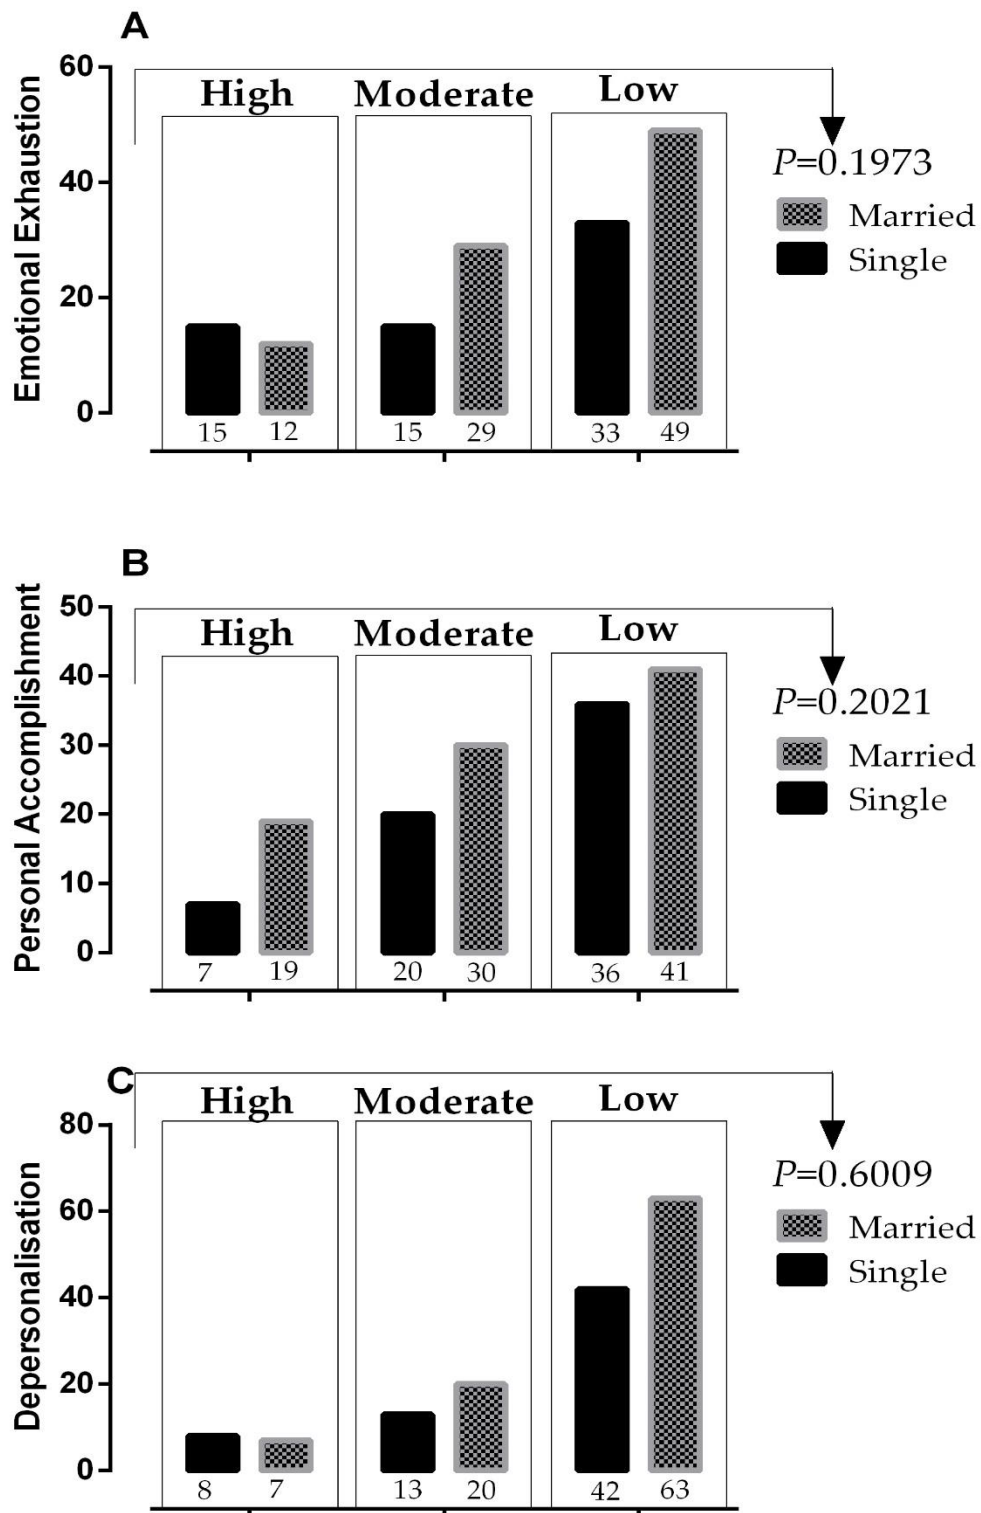 A
Emotional Exhaustion
60
40
20
0
High
Moderate
Low
P=0.1973
Married
Single
15 12 15 29 33 49
B
Personal Accomplishment
50
40
30
20
10
0
High
Moderate
Low
P=0.2021
Married
Single
7 19 20 30 36 41
C
Depersonalisation
80
60
40
20
0
High
Moderate
Low
P=0.6009
Married
Single
8 7 13 20 42 63